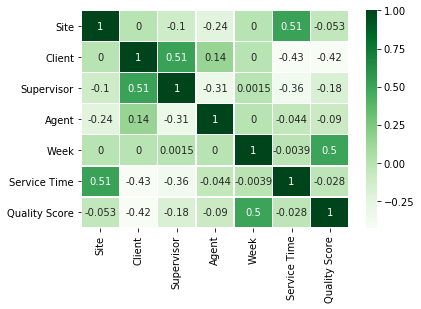 Site 1 0 -0.1 -0.24 0 0.51 -0.053
Client 0 1 0.51 0.14 0 -0.43 -0.42
Supervisor -0.1 0.51 1 -0.31 0.0015 -0.36 -0.18
Agent -0.24 0.14 -0.31 1 0 -0.044 -0.09
Week 0 0 0.0015 0 1 -0.0039 0.5
Service Time 0.51 -0.43 -0.36 -0.044 -0.0039 1 -0.028
Quality Score -0.053 -0.42 -0.18 -0.09 0.5 -0.028 1
Site
Client
Supervisor
Agent
Week
Service Time
Quality Score
1.00
0.75
0.50
0.25
0.00
−0.25